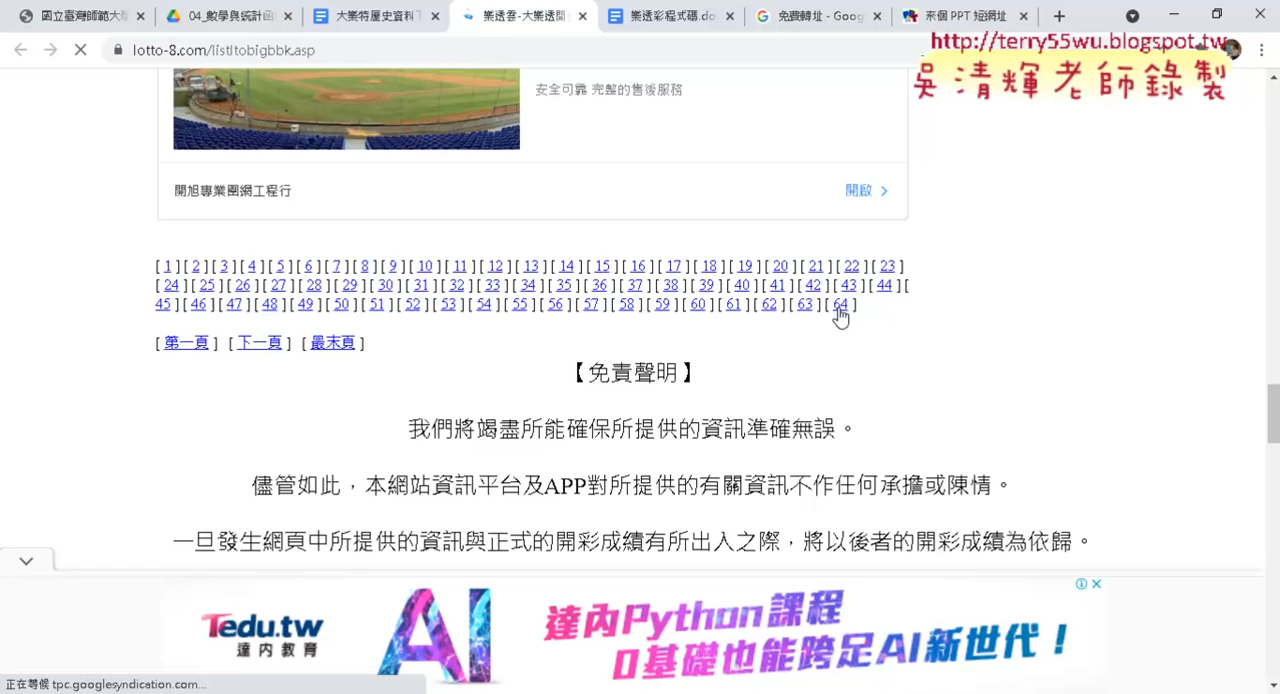 國立臺灣師範大學
04_數學與統計函
大樂特歷史資料下
樂透雲-大樂透開
樂透彩程式碼.do
免費轉址 - Goog
來個 PPT 短網址
lotto-8.com/listltobigbbk.asp
http://terry55wu.blogspot.tw
吳清輝老師錄製
安全可靠 完整的售後服務
開旭專業圍網工程行
開啟
[ 1 ] [ 2 ] [ 3 ] [ 4 ] [ 5 ] [ 6 ] [ 7 ] [ 8 ] [ 9 ] [ 10 ] [ 11 ] [ 12 ] [ 13 ] [ 14 ] [ 15 ] [ 16 ] [ 17 ] [ 18 ] [ 19 ] [ 20 ] [ 21 ] [ 22 ] [ 23 ]
[ 24 ] [ 25 ] [ 26 ] [ 27 ] [ 28 ] [ 29 ] [ 30 ] [ 31 ] [ 32 ] [ 33 ] [ 34 ] [ 35 ] [ 36 ] [ 37 ] [ 38 ] [ 39 ] [ 40 ] [ 41 ] [ 42 ] [ 43 ] [ 44 ] [
45 ] [ 46 ] [ 47 ] [ 48 ] [ 49 ] [ 50 ] [ 51 ] [ 52 ] [ 53 ] [ 54 ] [ 55 ] [ 56 ] [ 57 ] [ 58 ] [ 59 ] [ 60 ] [ 61 ] [ 62 ] [ 63 ] [ 64 ]
[ 第一頁 ] [ 下一頁 ] [ 最末頁 ]
【免責聲明】
我們將竭盡所能確保所提供的資訊準確無誤。
儘管如此，本網站資訊平台及APP對所提供的有關資訊不作任何承擔或陳情。
一旦發生網頁中所提供的資訊與正式的開彩成績有所出入之際，將以後者的開彩成績為依歸。
Tedu.tw
達內教育
AI
達內Python課程
0基礎也能跨足AI新世代！
正在等候 tpc.googlesyndication.com...